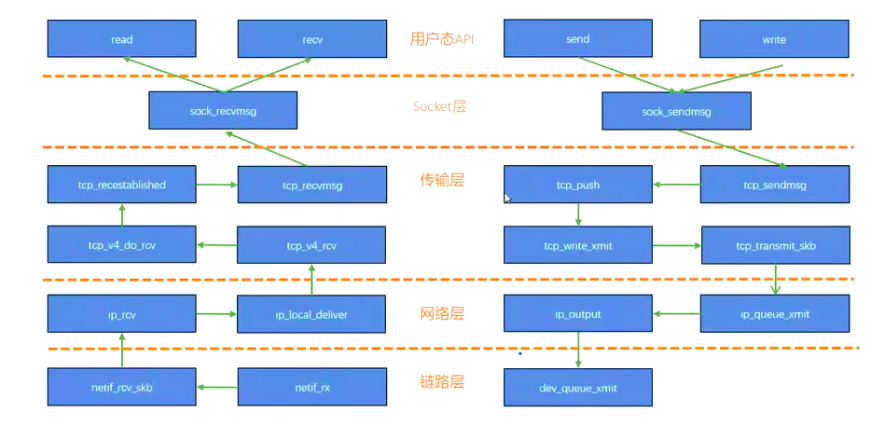 read recv 用户态API send write
sock_recvmsg Socket层 sock_sendmsg
tcp_recestablished tcp_recvmsg 传输层 tcp_push tcp_sendmsg
tcp_v4_do_rcv tcp_v4_rcv tcp_write_xmit tcp_transmit_skb
ip_rcv ip_local_deliver 网络层 ip_output ip_queue_xmit
netif_rcv_skb netif_rx 链路层 dev_queue_xmit